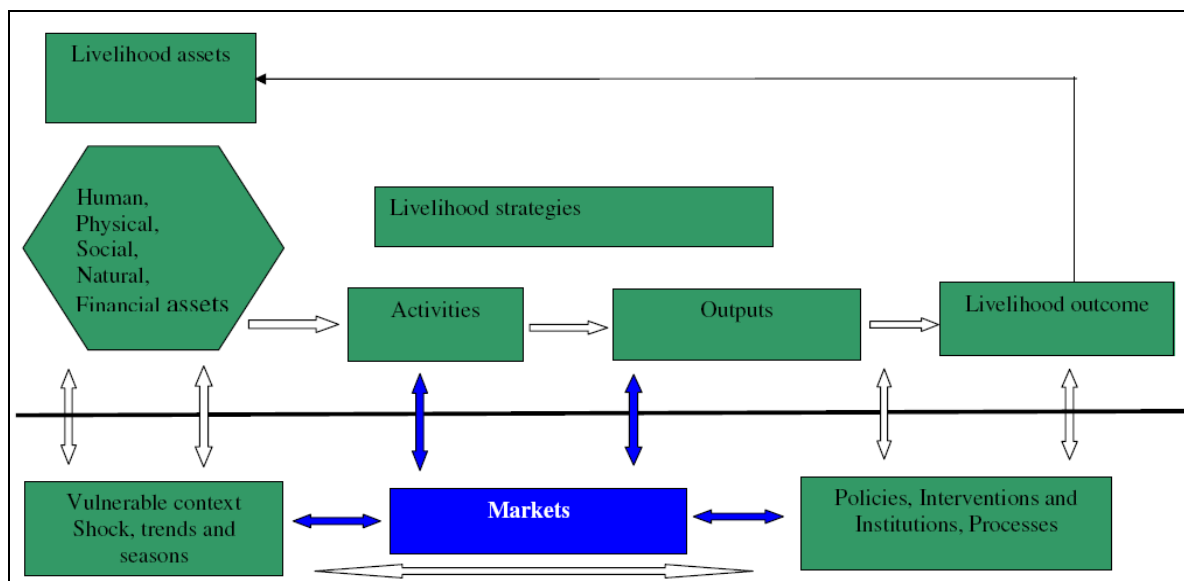 Livelihood assets
Human,
Physical,
Social,
Natural,
Financial assets
Livelihood strategies
Activities
Outputs
Livelihood outcome
Vulnerable context
Shock, trends and
seasons
Markets
Policies, Interventions and
Institutions, Processes